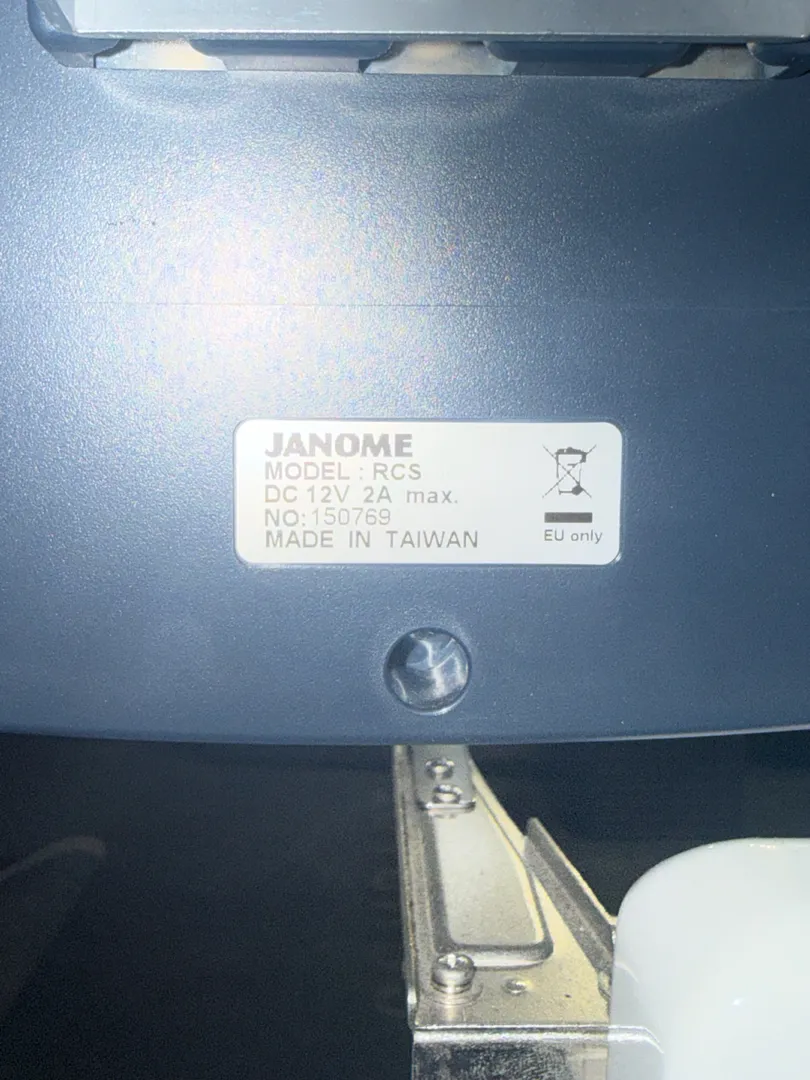 JANOME
MODEL : RCS
DC 12V 2A max.
NO: 150769
MADE IN TAIWAN
EU only